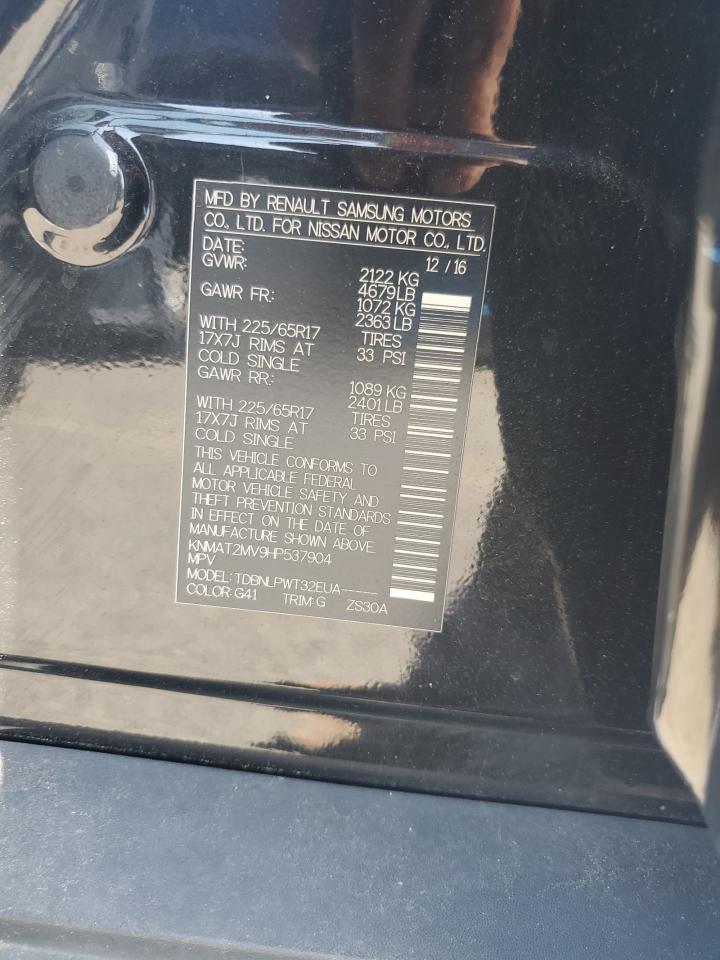 MFD BY RENAULT SAMSUNG MOTORS
CO., LTD. FOR NISSAN MOTOR CO., LTD.
DATE: 12 / 16
GVWR: 2122 KG
4679LB
GAWR FR: 1072 KG
2363LB
WITH 225/65R17 TIRES
17X7J RIMS AT 33 PSI
COLD SINGLE
GAWR RR: 1089 KG
2401LB
WITH 225/65R17 TIRES
17X7J RIMS AT 33 PSI
COLD SINGLE
THIS VEHICLE CONFORMS TO
ALL APPLICABLE FEDERAL
MOTOR VEHICLE SAFETY AND
THEFT PREVENTION STANDARDS
IN EFFECT ON THE DATE OF
MANUFACTURE SHOWN ABOVE.
KNMAT2MV9HP537904
MPV
MODEL: TDBNLPWT32EUA-----
COLOR:G41 TRIM:G ZS30A